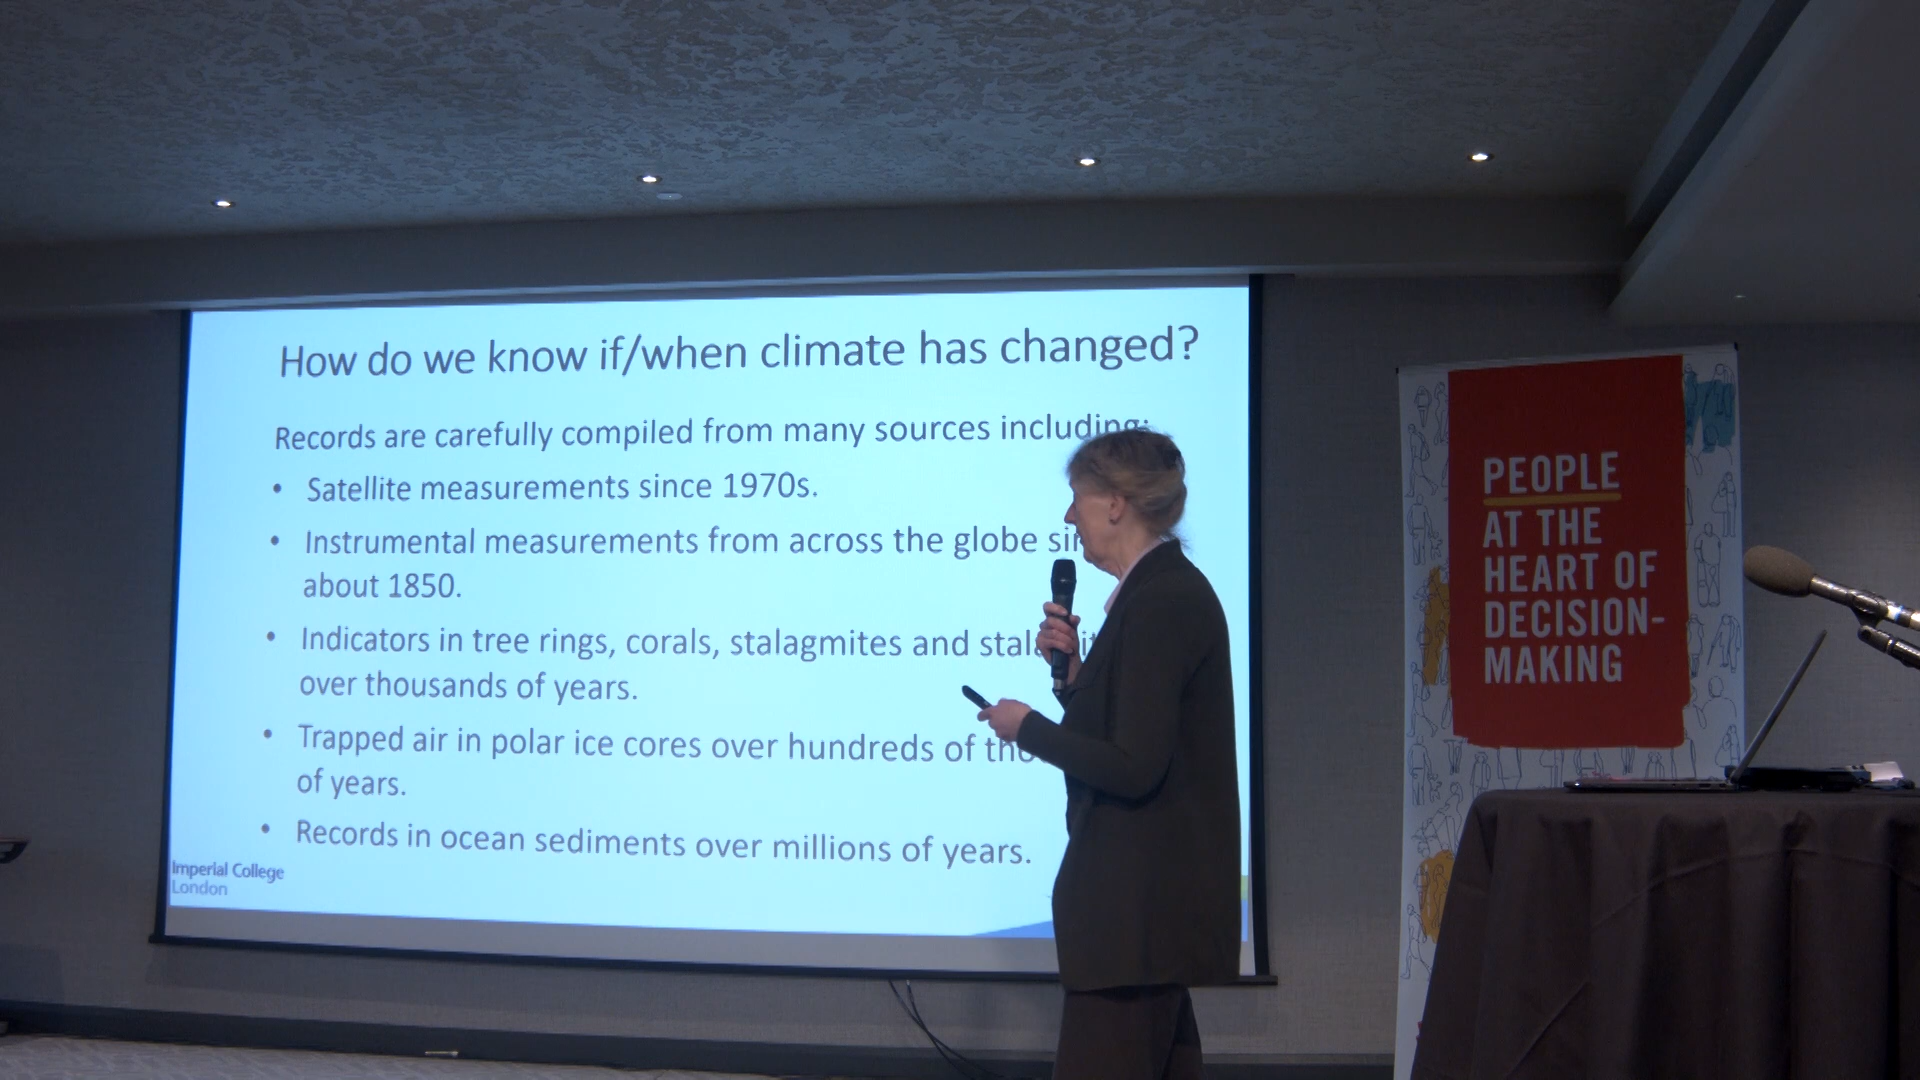 How do we know if/when climate has changed?
Records are carefully compiled from many sources including:
• Satellite measurements since 1970s.
• Instrumental measurements from across the globe
about 1850.
• Indicators in tree rings, corals, stalagmites and
over thousands of years.
• Trapped air in polar ice cores over hundreds of
of years.
• Records in ocean sediments over millions of years.
Imperial College
London
PEOPLE
AT THE
HEART OF
DECISION-
MAKING